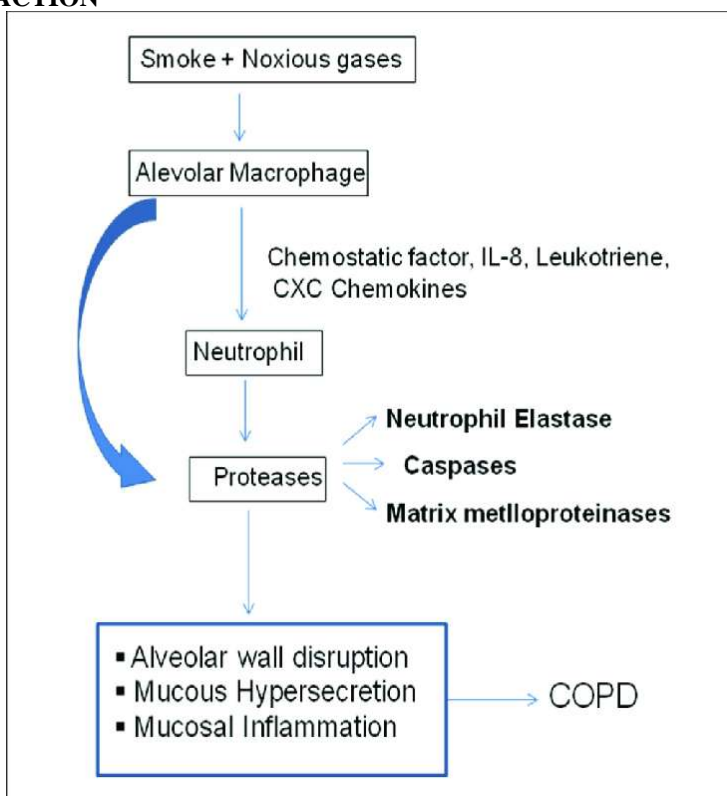 Smoke + Noxious gases
Alevolar Macrophage
Chemostatic factor, IL-8, Leukotriene,
CXC Chemokines
Neutrophil
Proteases
Neutrophil Elastase
Caspases
Matrix metlloproteinases
▪ Alveolar wall disruption
▪ Mucous Hypersecretion
▪ Mucosal Inflammation
COPD